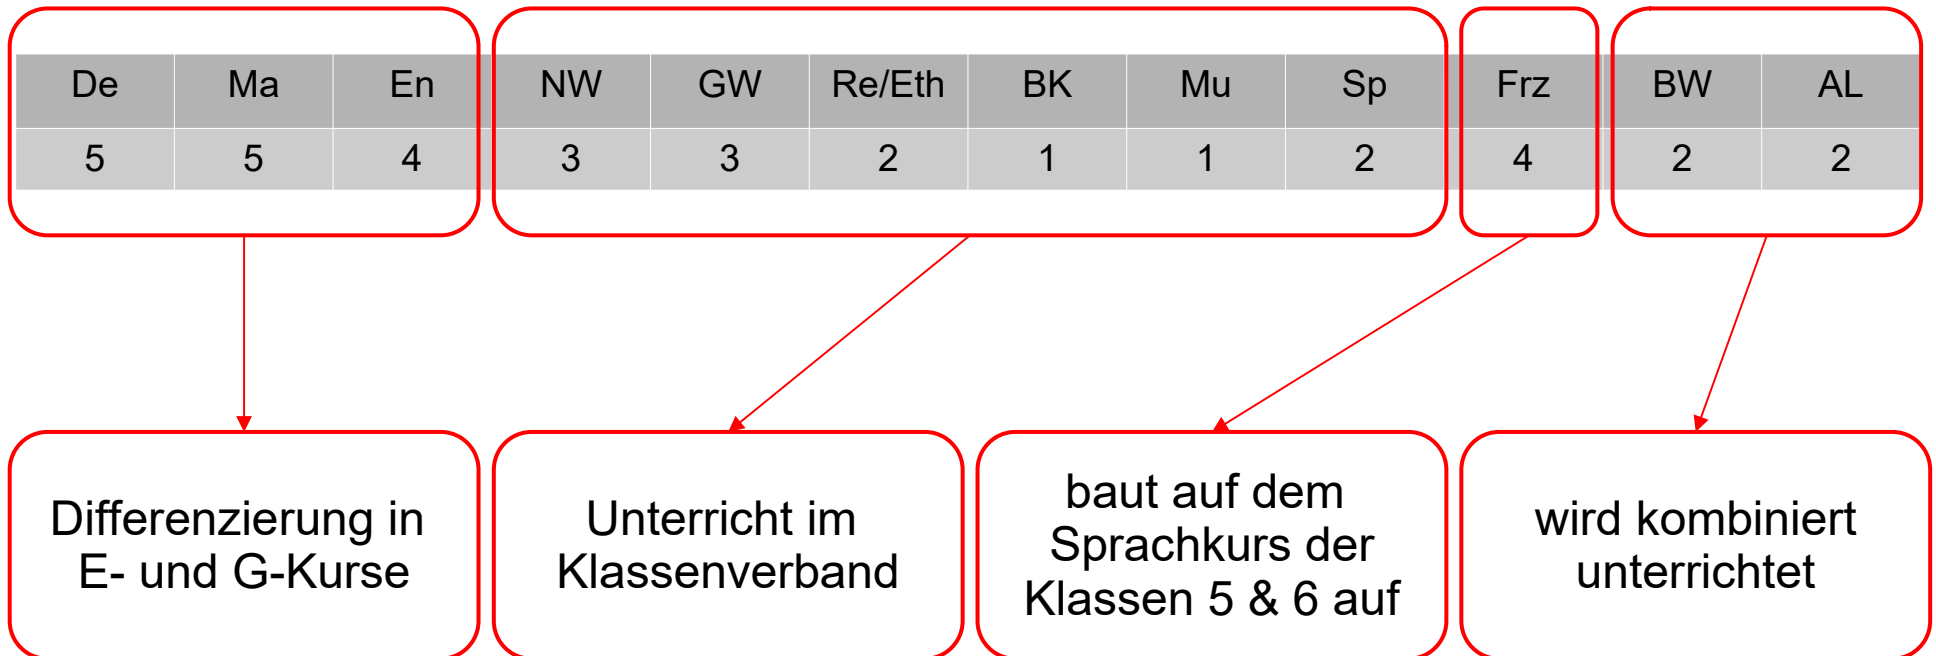 De Ma En NW GW Re/Eth BK Mu Sp Frz BW AL
5 5 4 3 3 2 1 1 2 4 2 2
Differenzierung in
E- und G-Kurse
Unterricht im
Klassenverband
baut auf dem
Sprachkurs der
Klassen 5 & 6 auf
wird kombiniert
unterrichtet